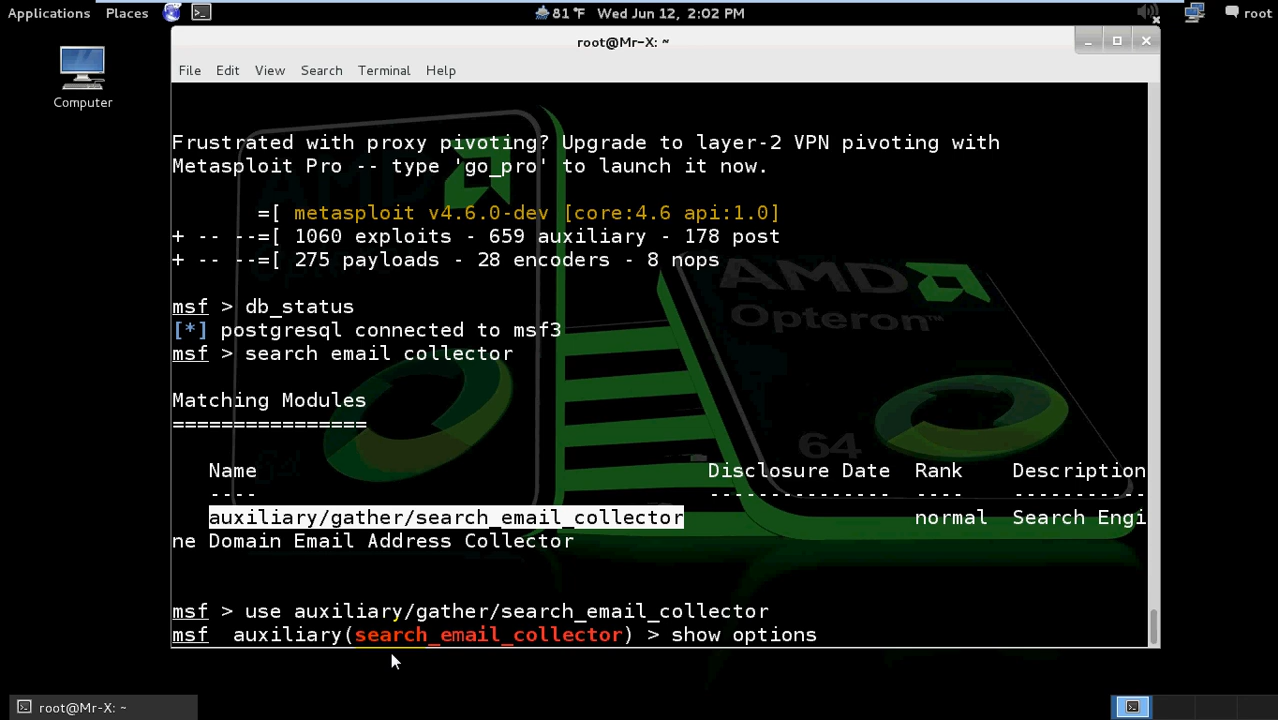 Applications Places 81 °F Wed Jun 12, 2:02 PM root
root@Mr-X: ~
File Edit View Search Terminal Help
Computer
Frustrated with proxy pivoting? Upgrade to layer-2 VPN pivoting with
Metasploit Pro -- type 'go_pro' to launch it now.
=[ metasploit v4.6.0-dev [core:4.6 api:1.0]
+ -- --=[ 1060 exploits - 659 auxiliary - 178 post
+ -- --=[ 275 payloads - 28 encoders - 8 nops
AMD
Opteron™
64
msf > db_status
[*] postgresql connected to msf3
msf > search email collector
Matching Modules
================
Name Disclosure Date Rank Description
---- --------------- ---- -----------
auxiliary/gather/search_email_collector normal Search Engi
ne Domain Email Address Collector
msf > use auxiliary/gather/search_email_collector
msf auxiliary(search_email_collector) > show options
root@Mr-X: ~